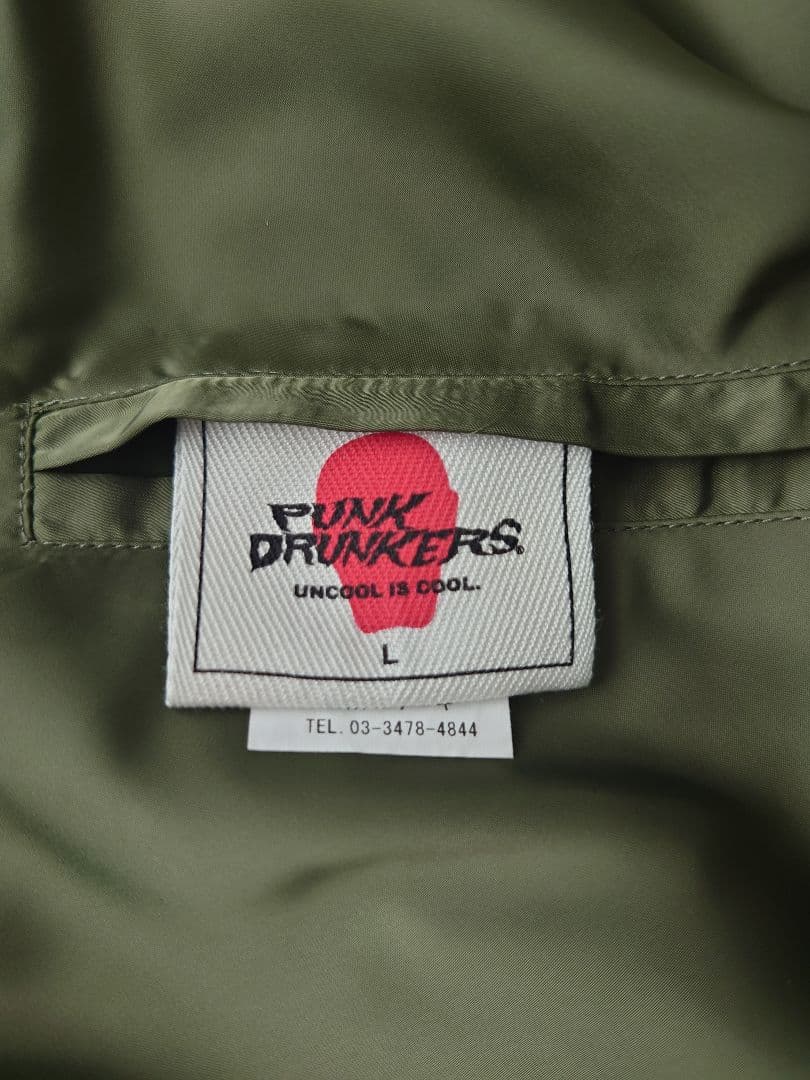 PUNK
DRUNKERS®
UNCOOL IS COOL.
L
TEL. 03-3478-4844